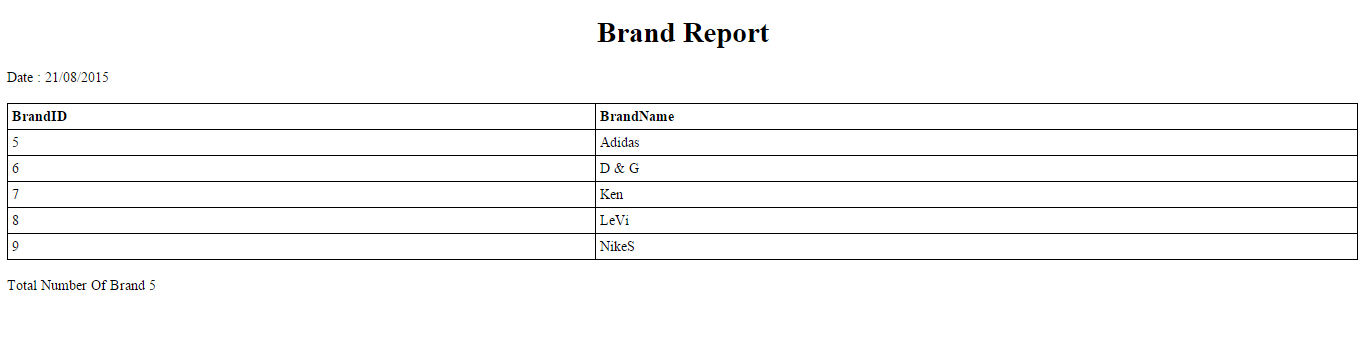 Brand Report
Date : 21/08/2015
BrandID BrandName
5 Adidas
6 D & G
7 Ken
8 LeVi
9 NikeS
Total Number Of Brand 5